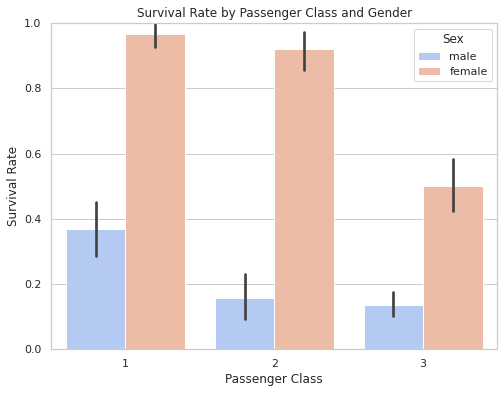 Survival Rate by Passenger Class and Gender
Sex
male
female
Survival Rate
1.0
0.8
0.6
0.4
0.2
0.0
1
2
3
Passenger Class